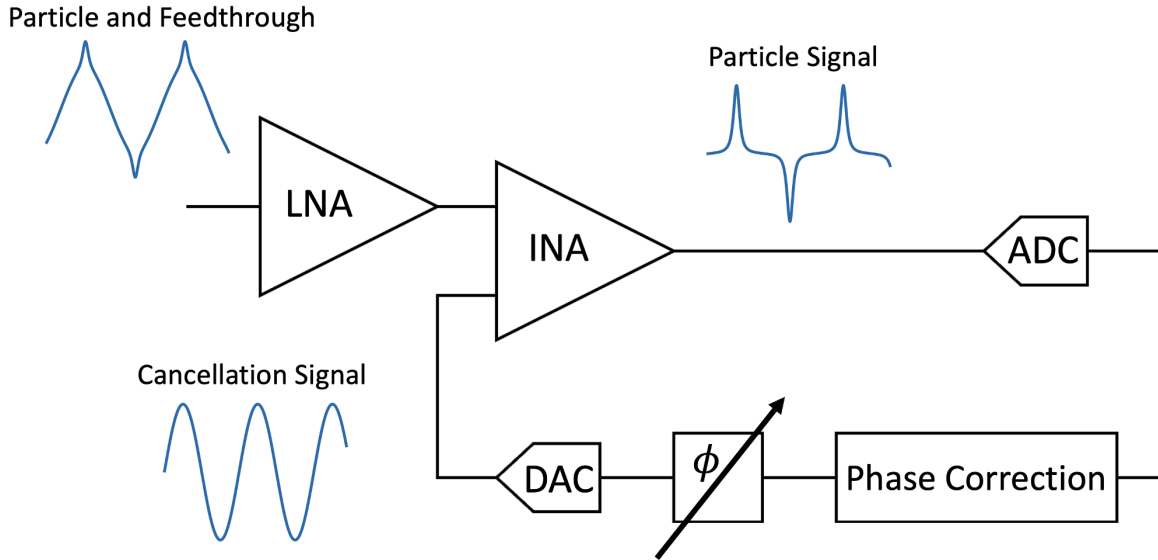 Particle and Feedthrough
Particle Signal
LNA
INA
ADC
Cancellation Signal
DAC
ϕ
Phase Correction